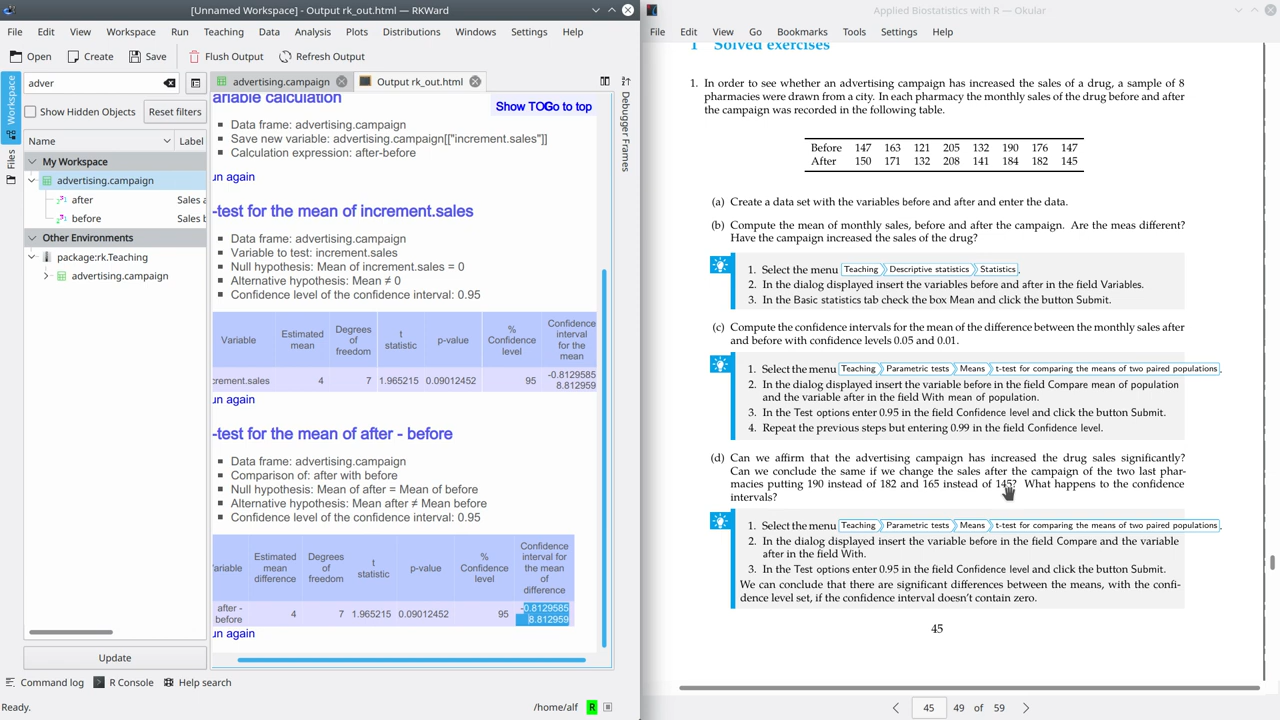 [Unnamed Workspace] - Output rk_out.html — RKWard
File Edit View Workspace Run Teaching Data Analysis Plots Distributions Windows Settings Help
Open Create Save Flush Output Refresh Output
Workspace
Files
adver
Show Hidden Objects Reset filters
Name Label
My Workspace
advertising.campaign
after Sales a
before Sales b
Other Environments
package:rk.Teaching
advertising.campaign
Update
advertising.campaign Output rk_out.html
Debugger Frames
ariable calculation
Show TOGo to top
Data frame: advertising.campaign
Save new variable: advertising.campaign[["increment.sales"]]
Calculation expression: after-before
un again
-test for the mean of increment.sales
Data frame: advertising.campaign
Variable to test: increment.sales
Null hypothesis: Mean of increment.sales = 0
Alternative hypothesis: Mean ≠ 0
Confidence level of the confidence interval: 0.95
Variable Estimated mean Degrees of freedom t statistic p-value % Confidence level Confidence interval for the mean
crement.sales 4 7 1.965215 0.09012452 95 -0.8129585 8.812959
un again
-test for the mean of after - before
Data frame: advertising.campaign
Comparison of: after with before
Null hypothesis: Mean of after = Mean of before
Alternative hypothesis: Mean after ≠ Mean before
Confidence level of the confidence interval: 0.95
ariable Estimated mean difference Degrees of freedom t statistic p-value % Confidence level Confidence interval for the mean of difference
after - before 4 7 1.965215 0.09012452 95 -0.8129585 8.812959
un again
Command log R Console Help search
Ready. /home/alf R
Applied Biostatistics with R — Okular
File Edit View Go Bookmarks Tools Settings Help
1 Solved exercises
1. In order to see whether an advertising campaign has increased the sales of a drug, a sample of 8
pharmacies were drawn from a city. In each pharmacy the monthly sales of the drug before and after
the campaign was recorded in the following table.
Before 147 163 121 205 132 190 176 147
After 150 171 132 208 141 184 182 145
(a) Create a data set with the variables before and after and enter the data.
(b) Compute the mean of monthly sales, before and after the campaign. Are the meas different?
Have the campaign increased the sales of the drug?
1. Select the menu Teaching Descriptive statistics Statistics.
2. In the dialog displayed insert the variables before and after in the field Variables.
3. In the Basic statistics tab check the box Mean and click the button Submit.
(c) Compute the confidence intervals for the mean of the difference between the monthly sales after
and before with confidence levels 0.05 and 0.01.
1. Select the menu Teaching Parametric tests Means t-test for comparing the means of two paired populations.
2. In the dialog displayed insert the variable before in the field Compare mean of population
and the variable after in the field With mean of population.
3. In the Test options enter 0.95 in the field Confidence level and click the button Submit.
4. Repeat the previous steps but entering 0.99 in the field Confidence level.
(d) Can we affirm that the advertising campaign has increased the drug sales significantly?
Can we conclude the same if we change the sales after the campaign of the two last phar-
macies putting 190 instead of 182 and 165 instead of 145? What happens to the confidence
intervals?
1. Select the menu Teaching Parametric tests Means t-test for comparing the means of two paired populations.
2. In the dialog displayed insert the variable before in the field Compare and the variable
after in the field With.
3. In the Test options enter 0.95 in the field Confidence level and click the button Submit.
We can conclude that there are significant differences between the means, with the confi-
dence level set, if the confidence interval doesn't contain zero.
45
45 49 of 59